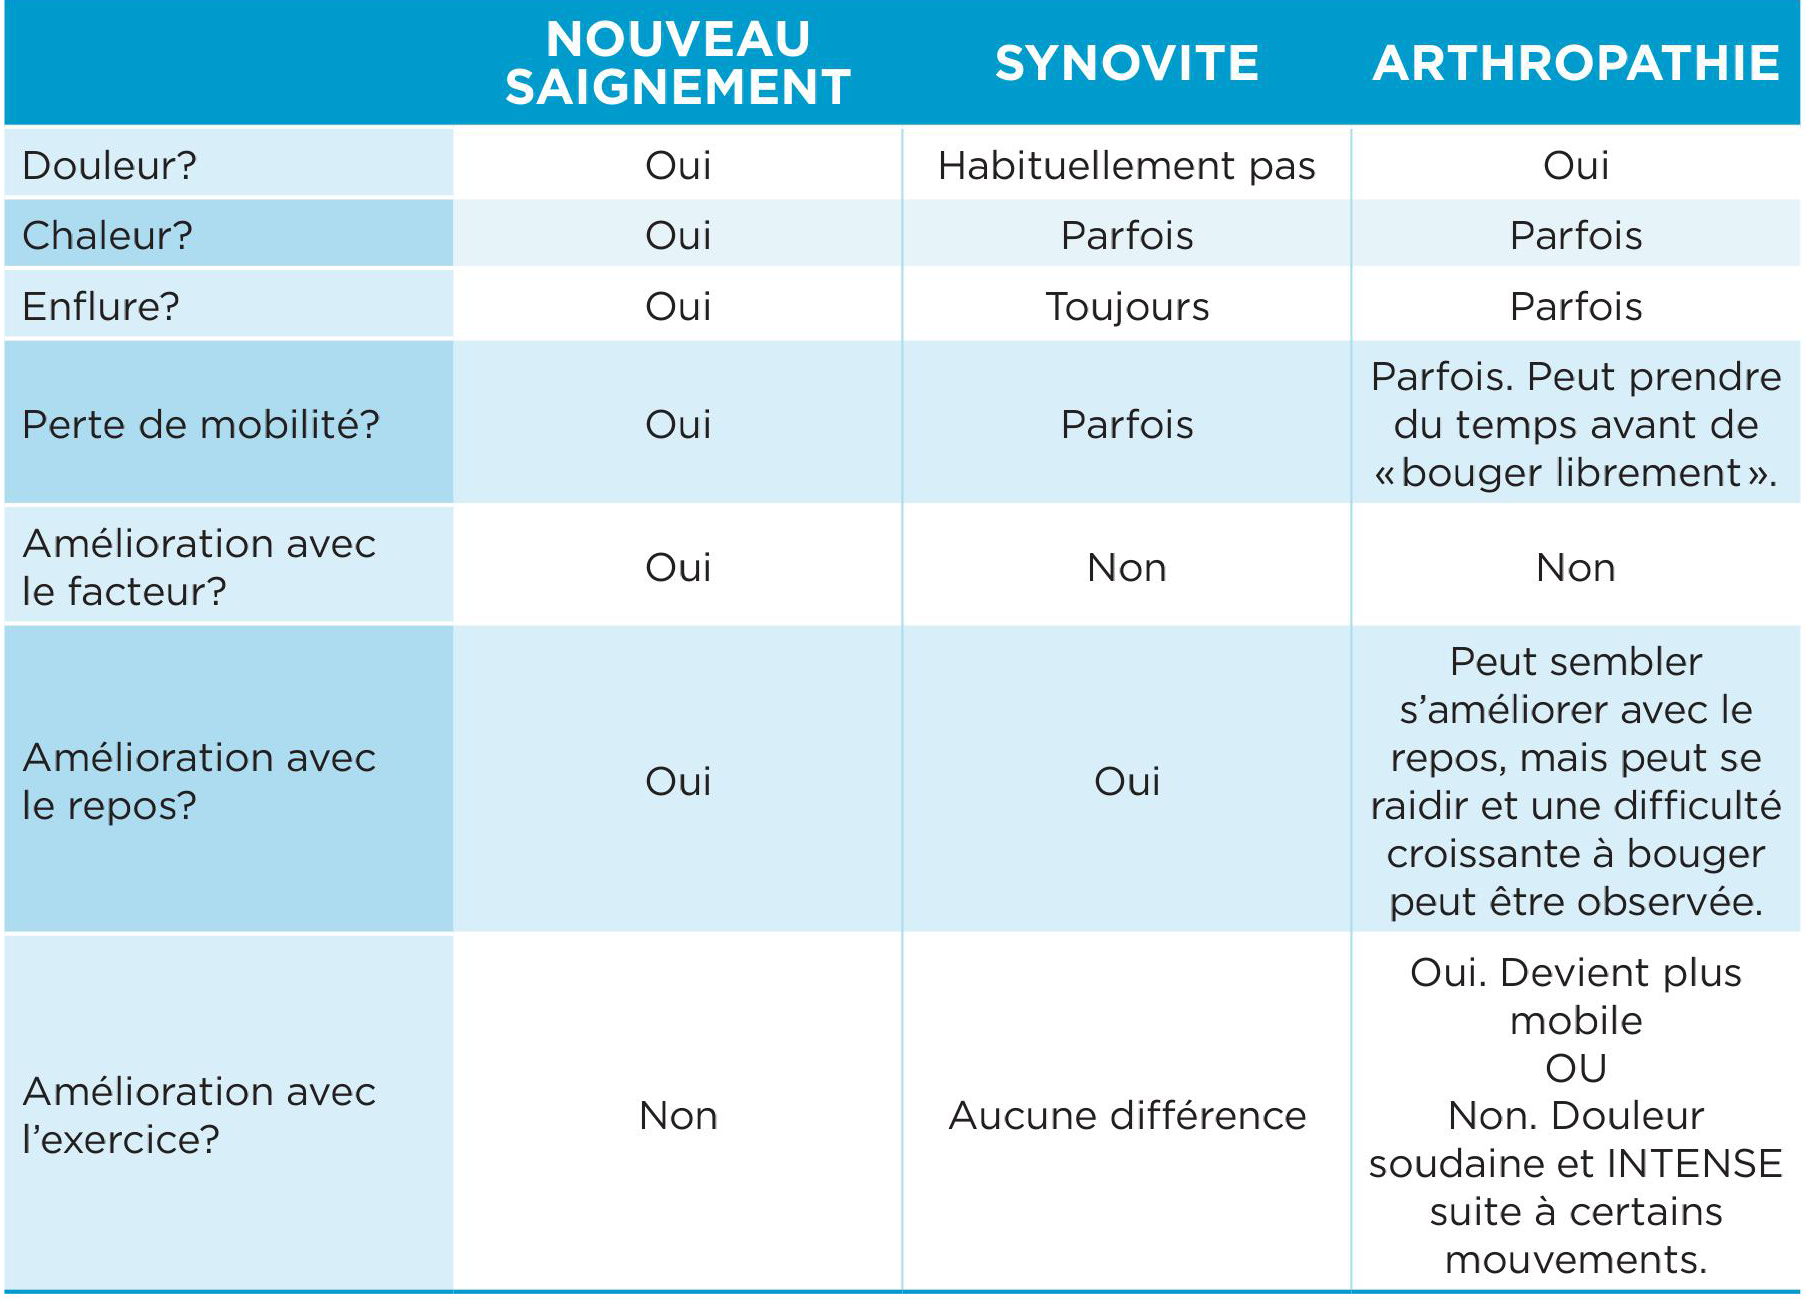 NOUVEAU
SAIGNEMENT
SYNOVITE
ARTHROPATHIE
Douleur?
Oui
Habituellement pas
Oui
Chaleur?
Oui
Parfois
Parfois
Enflure?
Oui
Toujours
Parfois
Perte de mobilité?
Oui
Parfois
Parfois. Peut prendre
du temps avant de
« bouger librement ».
Amélioration avec
le facteur?
Oui
Non
Non
Amélioration avec
le repos?
Oui
Oui
Peut sembler
s’améliorer avec le
repos, mais peut se
raidir et une difficulté
croissante à bouger
peut être observée.
Amélioration avec
l’exercice?
Non
Aucune différence
Oui. Devient plus
mobile
OU
Non. Douleur
soudaine et INTENSE
suite à certains
mouvements.